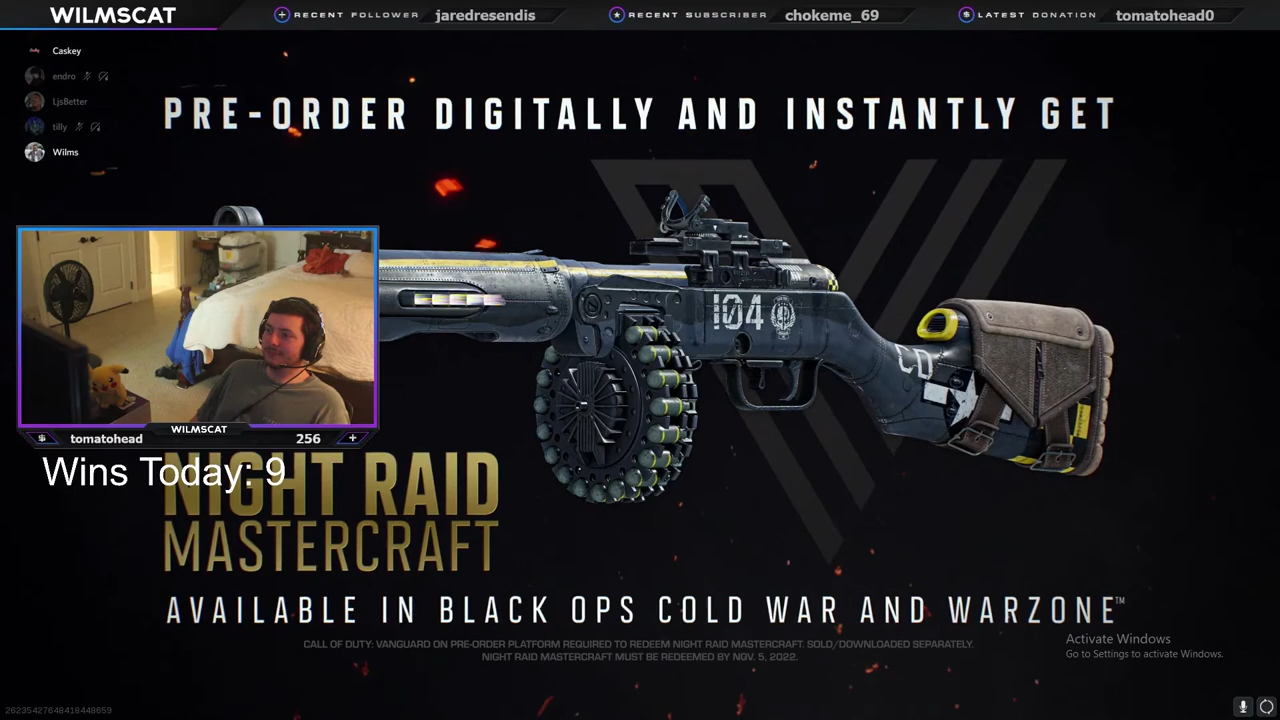 WILMSCAT
RECENT FOLLOWER jaredresendis
RECENT SUBSCRIBER chokeme_69
LATEST DONATION tomatohead0
Caskey
endro
LjsBetter
tilly
Wilms
PRE-ORDER DIGITALLY AND INSTANTLY GET
104
CD
WILMSCAT
tomatohead 256
Wins Today: 9
NIGHT RAID
MASTERCRAFT
AVAILABLE IN BLACK OPS COLD WAR AND WARZONE™
CALL OF DUTY: VANGUARD ON PRE-ORDER PLATFORM REQUIRED TO REDEEM NIGHT RAID MASTERCRAFT. SOLD/DOWNLOADED SEPARATELY.
NIGHT RAID MASTERCRAFT MUST BE REDEEMED BY NOV. 5, 2022.
Activate Windows
Go to Settings to activate Windows.
26235427648418448659